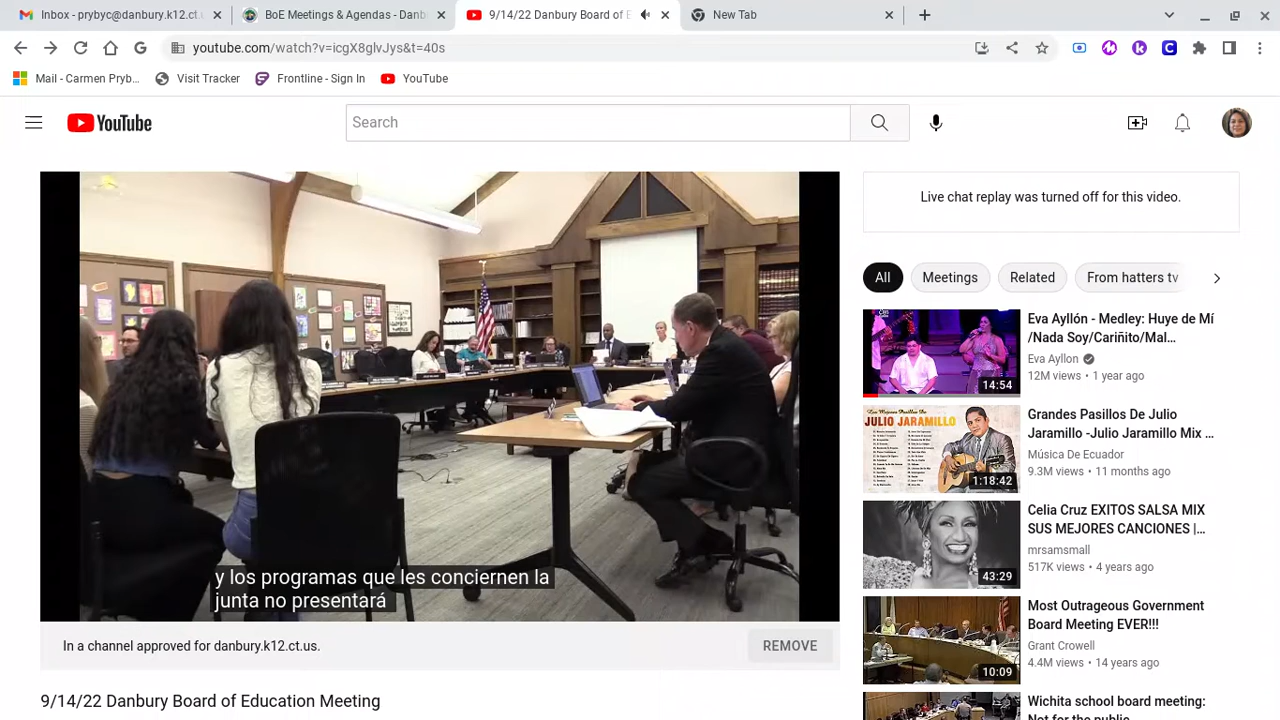 Inbox - prybyc@danbury.k12.ct.u
BoE Meetings & Agendas - Danb
9/14/22 Danbury Board of E
New Tab
youtube.com/watch?v=icgX8glvJys&t=40s
Mail - Carmen Pryb...
Visit Tracker
Frontline - Sign In
YouTube
YouTube
Search
Live chat replay was turned off for this video.
All
Meetings
Related
From hatters tv
Eva Ayllón - Medley: Huye de Mí
/Nada Soy/Cariñito/Mal...
Eva Ayllon
12M views • 1 year ago
14:54
JULIO JARAMILLO
Grandes Pasillos De Julio
Jaramillo -Julio Jaramillo Mix ...
Música De Ecuador
9.3M views • 11 months ago
1:18:42
Celia Cruz EXITOS SALSA MIX
SUS MEJORES CANCIONES |...
mrsamsmall
517K views • 4 years ago
43:29
Most Outrageous Government
Board Meeting EVER!!!
Grant Crowell
4.4M views • 14 years ago
10:09
Wichita school board meeting:
Not for the public
y los programas que les conciernen la
junta no presentará
In a channel approved for danbury.k12.ct.us.
REMOVE
9/14/22 Danbury Board of Education Meeting